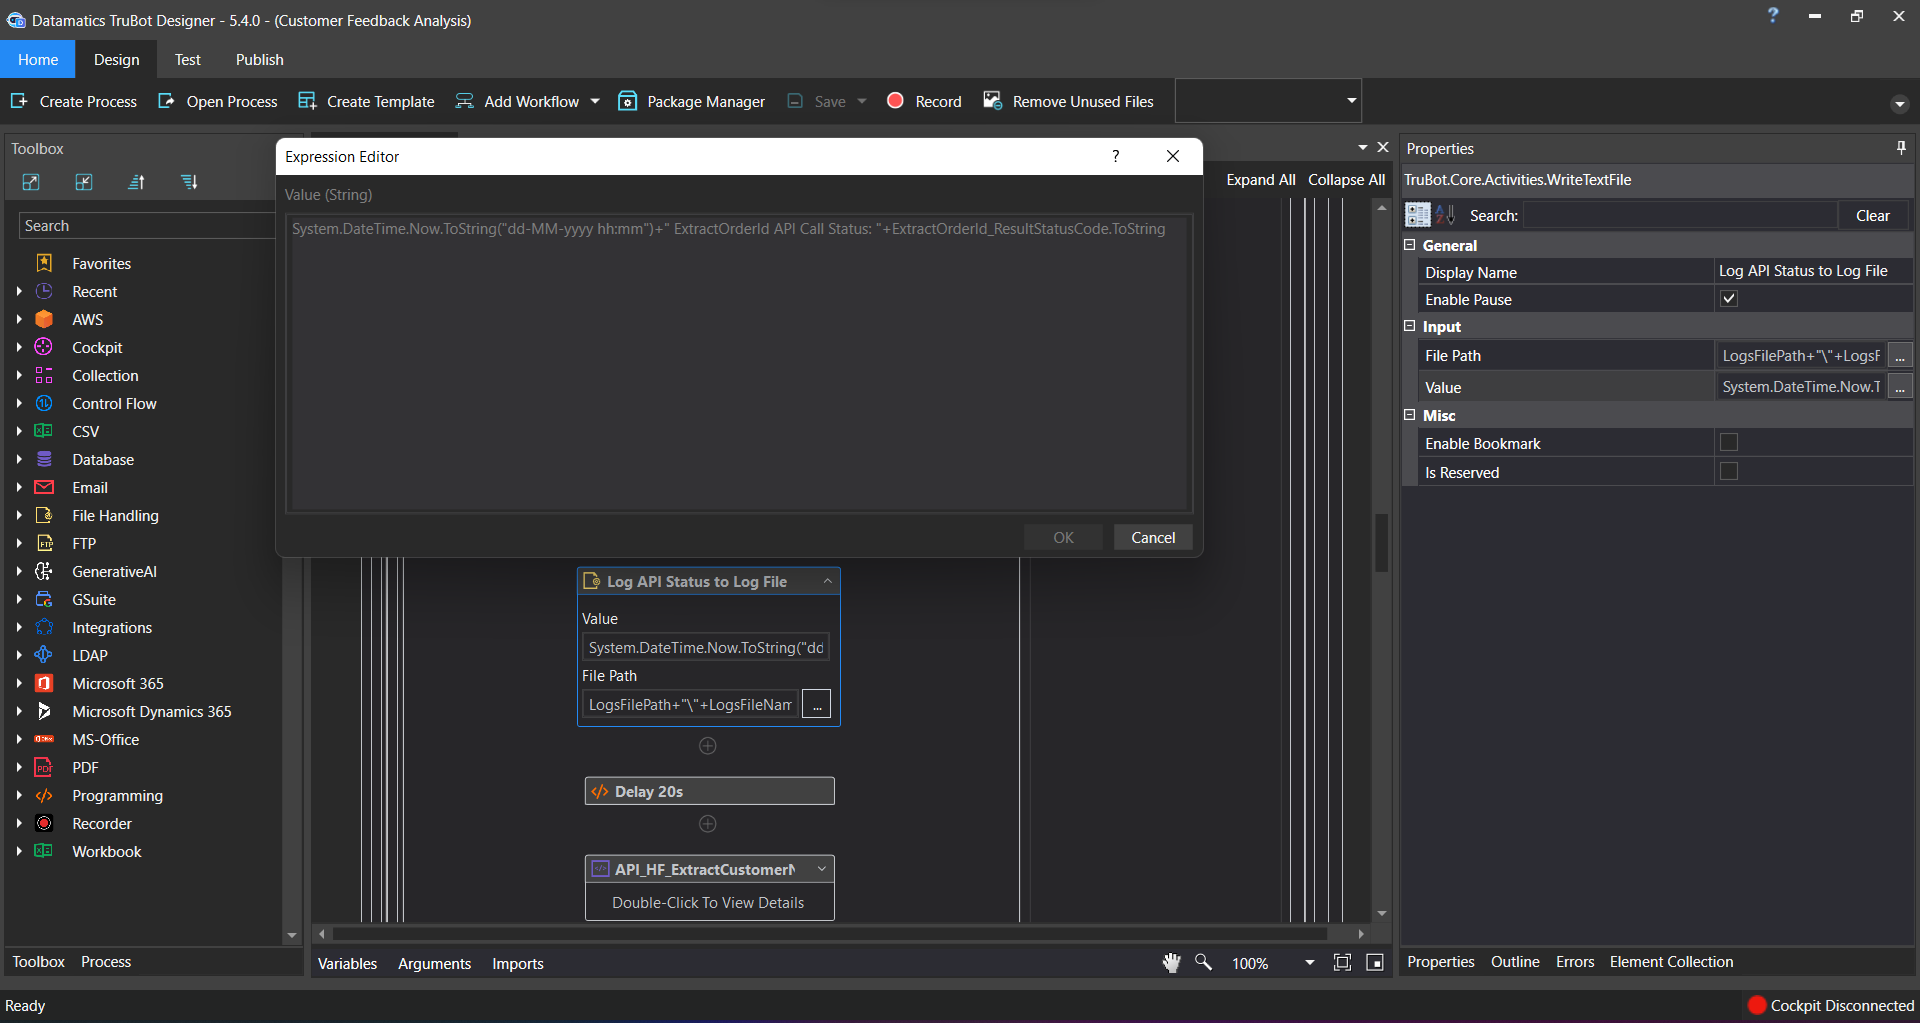 Datamatics TruBot Designer - 5.4.0 - (Customer Feedback Analysis)
?
Home
Design
Test
Publish
Create Process
Open Process
Create Template
Add Workflow
Package Manager
Save
Record
Remove Unused Files
Toolbox
Search
Favorites
Recent
AWS
Cockpit
Collection
Control Flow
CSV
Database
Email
File Handling
FTP
GenerativeAI
GSuite
Integrations
LDAP
Microsoft 365
Microsoft Dynamics 365
MS-Office
PDF
Programming
Recorder
Workbook
Toolbox
Process
Expression Editor
?
Value (String)
System.DateTime.Now.ToString("dd-MM-yyyy hh:mm")+" ExtractOrderId API Call Status: "+ExtractOrderId_ResultStatusCode.ToString
OK
Cancel
Expand All
Collapse All
Log API Status to Log File
Value
System.DateTime.Now.ToString("dd
File Path
LogsFilePath+"\"+LogsFileNam
...
Delay 20s
API_HF_ExtractCustomerN
Double-Click To View Details
Variables
Arguments
Imports
100%
Properties
TruBot.Core.Activities.WriteTextFile
Search:
Clear
General
Display Name
Log API Status to Log File
Enable Pause
Input
File Path
LogsFilePath+"\"+LogsF
...
Value
System.DateTime.Now.T
...
Misc
Enable Bookmark
Is Reserved
Properties
Outline
Errors
Element Collection
Ready
Cockpit Disconnected